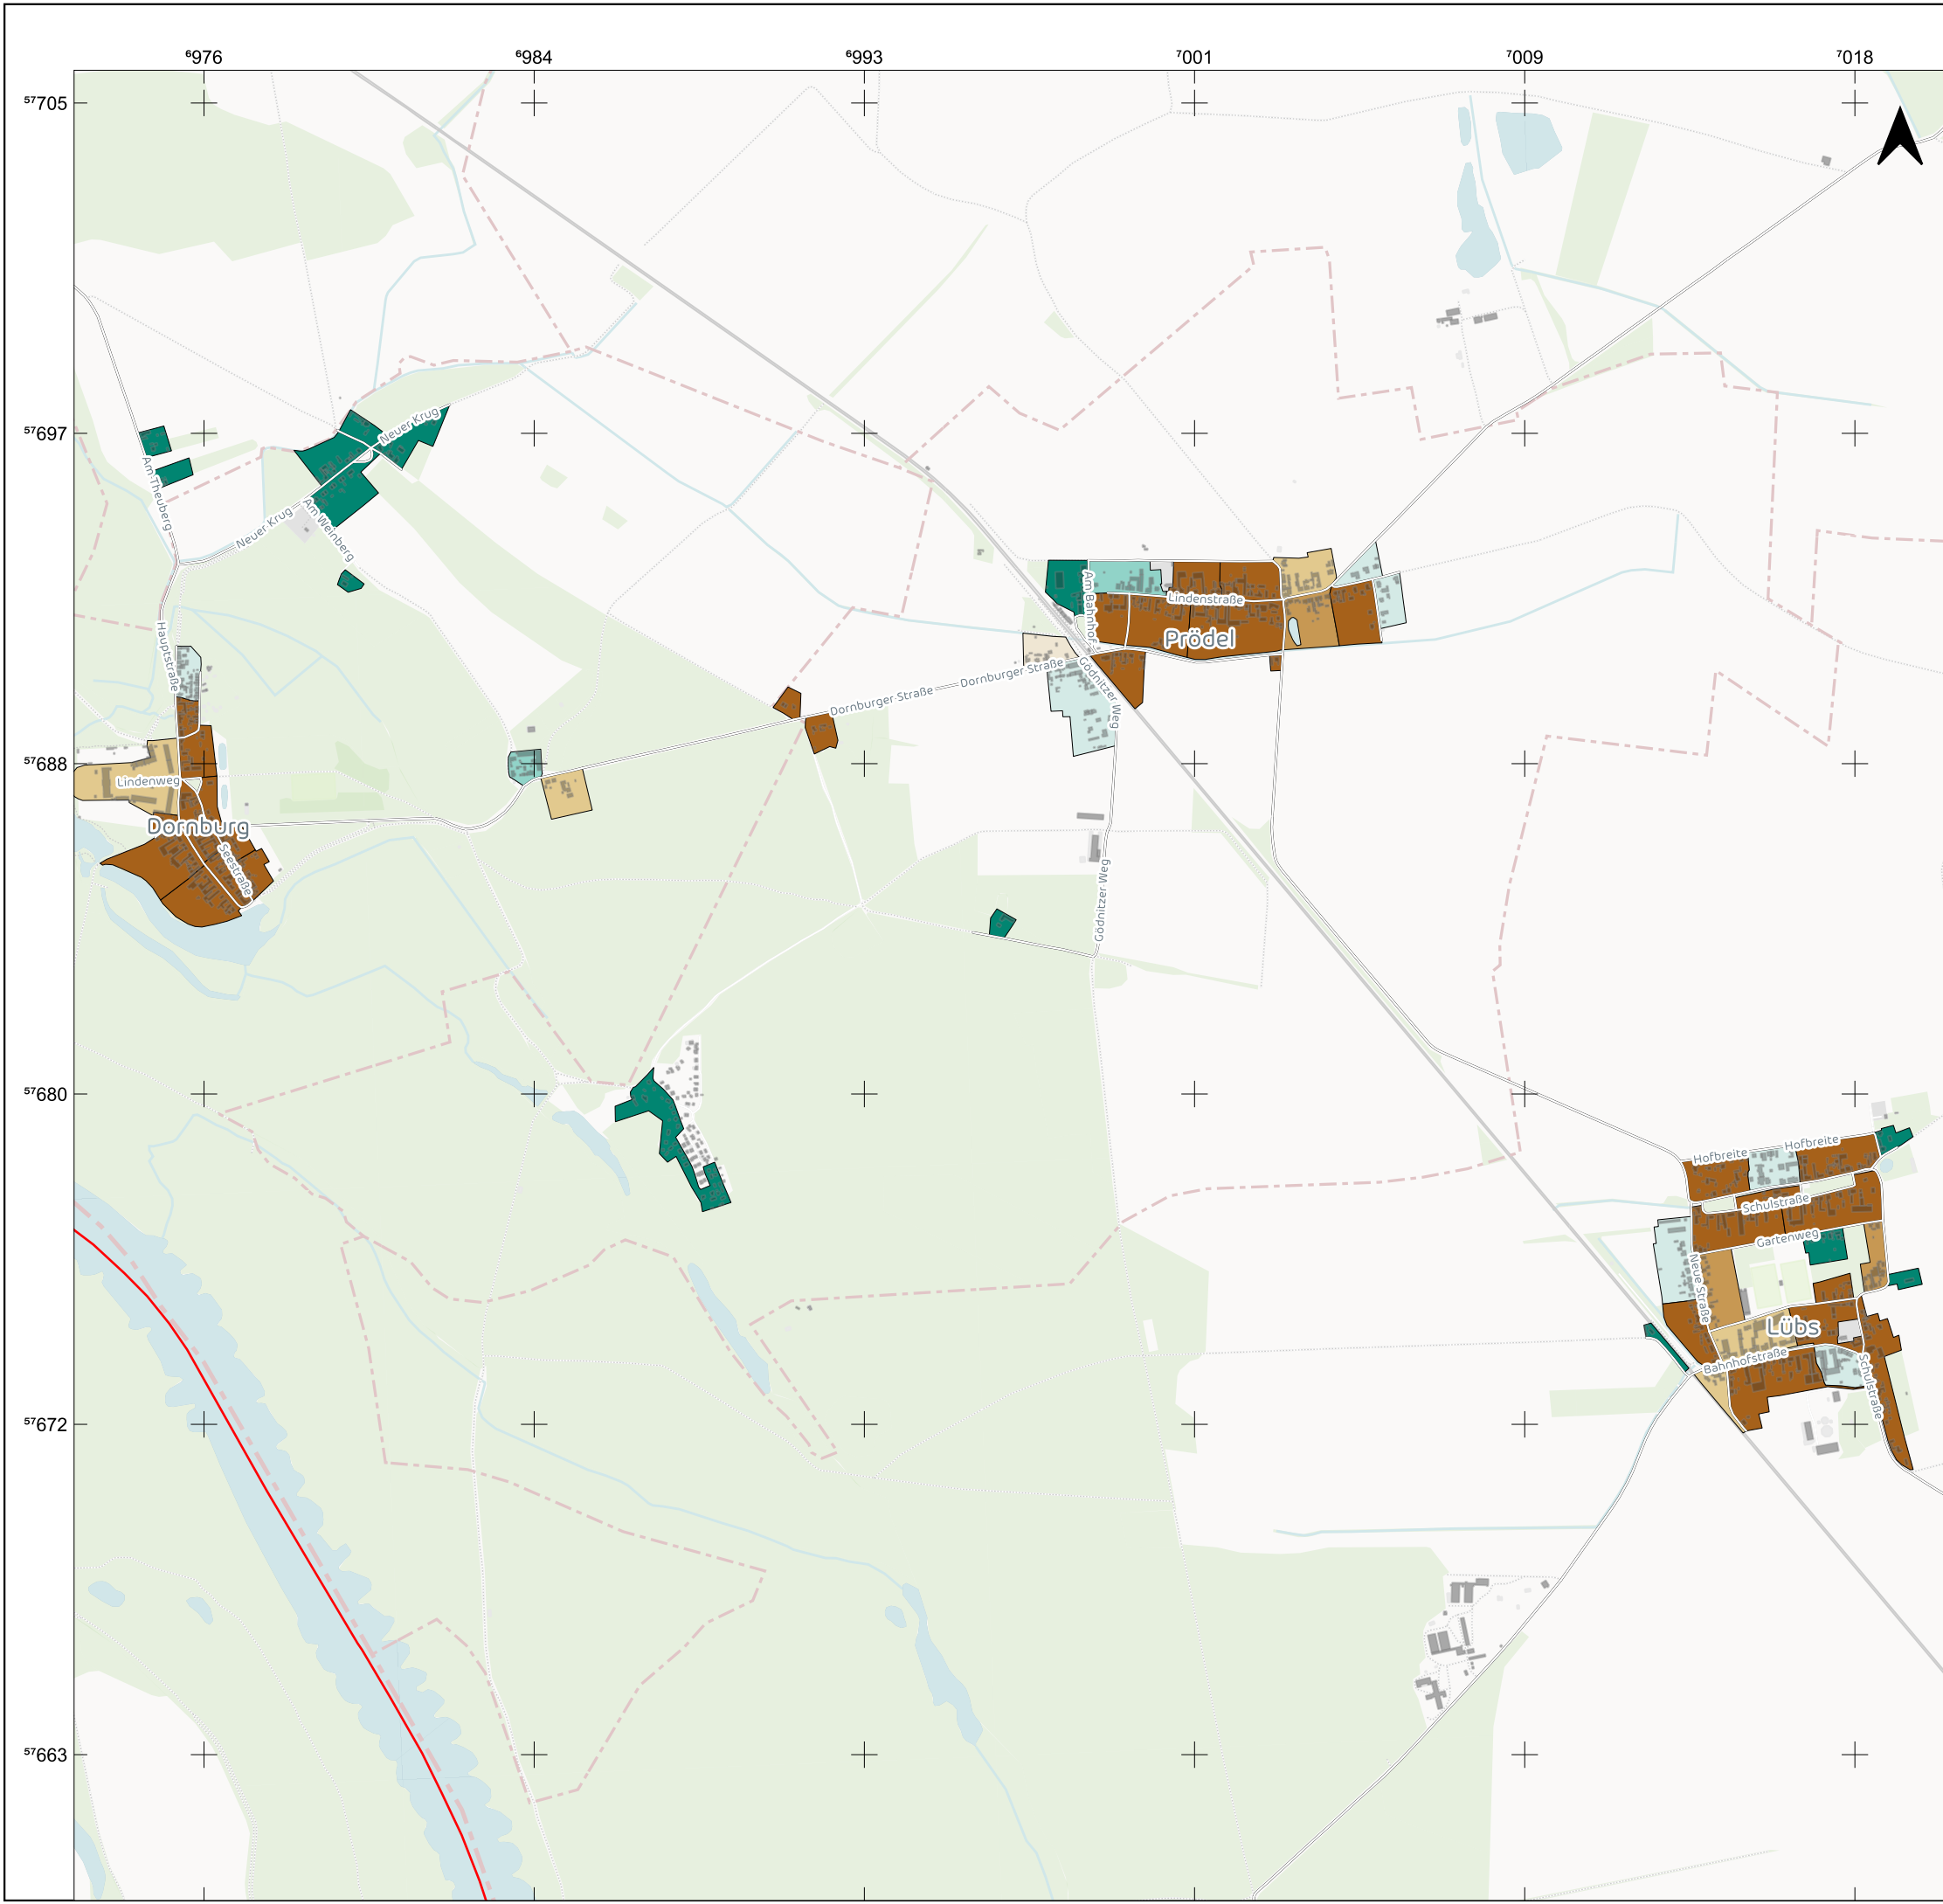 ⁶976 ⁶984 ⁶993 ⁷001 ⁷009 ⁷018
⁵⁷705
⁵⁷697
⁵⁷688
⁵⁷680
⁵⁷672
⁵⁷663
Neuer Krug
Am Theuberg
Neuer Krug
Am Weinberg
Hauptstraße
Lindenweg
Dornburg
Seestraße
Am Bahnhof
Lindenstraße
Prödel
Dornburger Straße
Dornburger Straße
Gödnitzer Weg
Gödnitzer Weg
Hofbreite
Hofbreite
Schulstraße
Gartenweg
Neue Straße
Lübs
Bahnhofstraße
Schulstraße